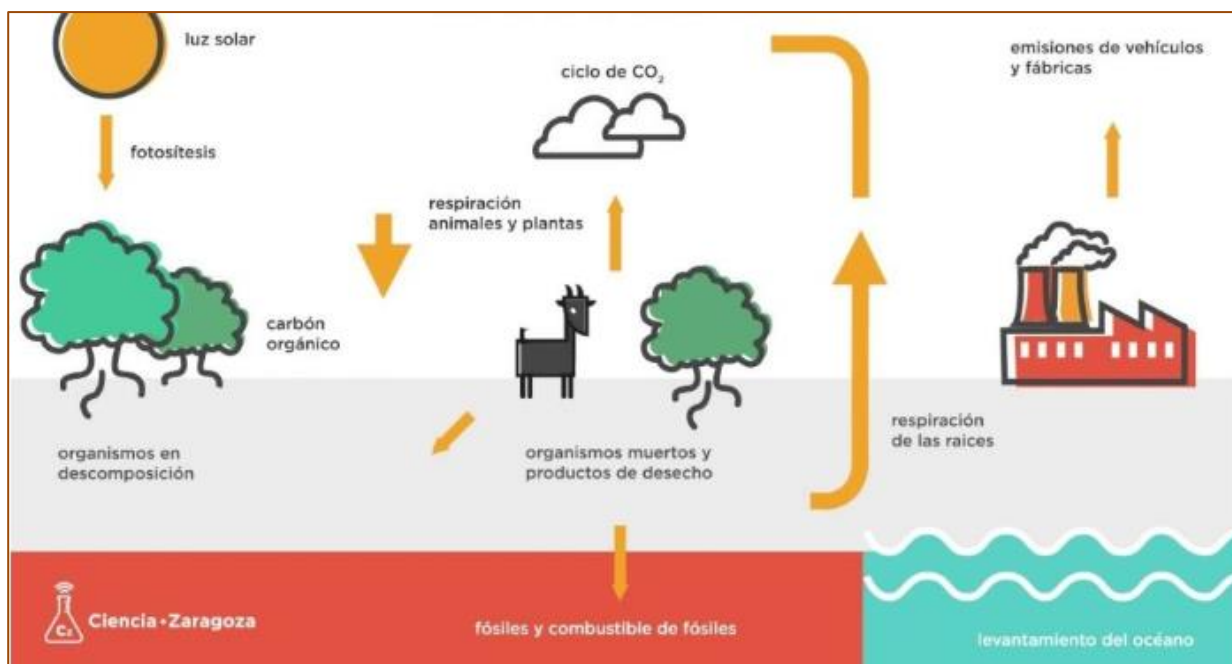 luz solar
emisiones de vehículos
y fábricas
ciclo de CO₂
fotosítesis
respiración
animales y plantas
carbón
orgánico
respiración
de las raices
organismos en
descomposición
organismos muertos y
productos de desecho
Cz
Ciencia•Zaragoza
fósiles y combustible de fósiles
levantamiento del océano